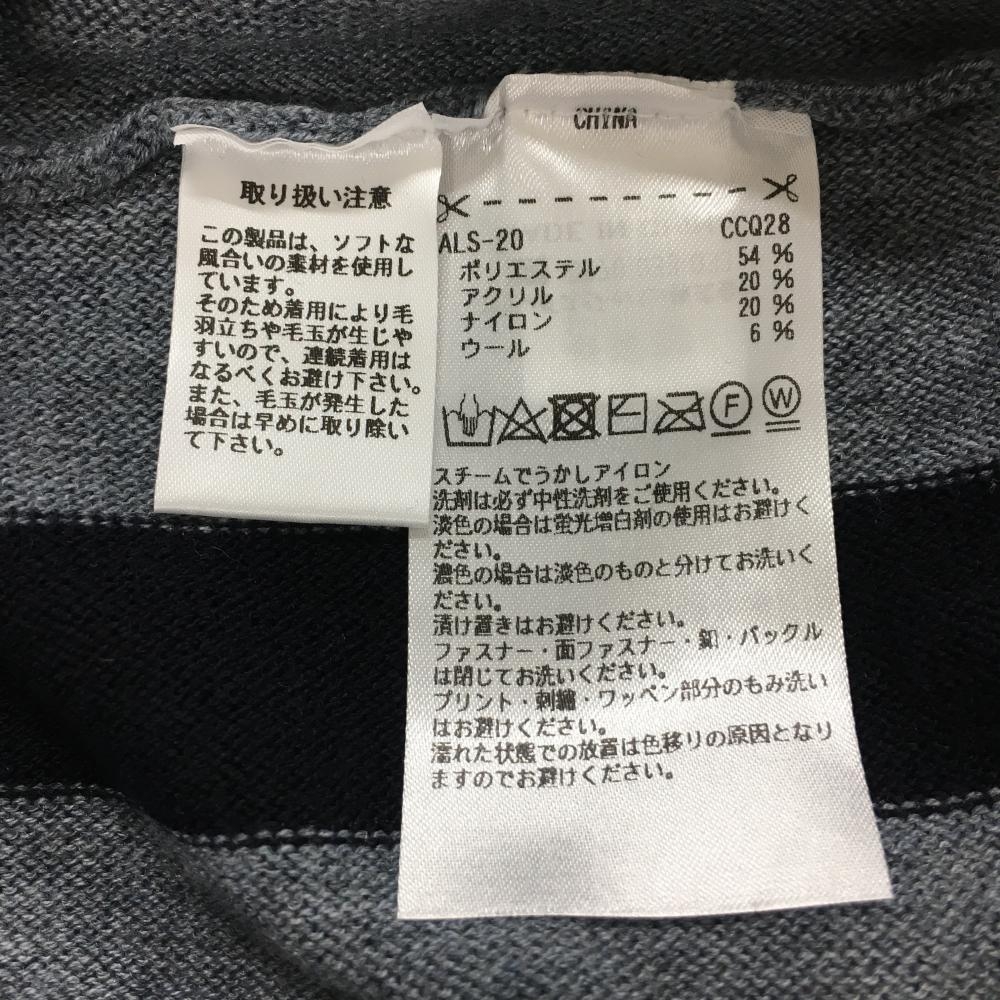 取り扱い注意
この製品は、ソフトな
風合いの素材を使用し
ています。
そのため着用により毛
羽立ちや毛玉が生じや
すいので、連続着用は
なるべくお避け下さい。
また、毛玉が発生した
場合は早めに取り除い
て下さい。
CHINA
ALS-20 CCQ28
ポリエステル 54 %
アクリル 20 %
ナイロン 20 %
ウール 6 %
F W
スチームでうかしアイロン
洗剤は必ず中性洗剤をご使用ください。
淡色の場合は蛍光増白剤の使用はお避けく
ださい。
濃色の場合は淡色のものと分けてお洗いく
ださい。
漬け置きはお避けください。
ファスナー・面ファスナー・釦・バックル
は閉じてお洗いください。
プリント・刺繍・ワッペン部分のもみ洗い
はお避けください。
濡れた状態での放置は色移りの原因となり
ますのでお避けください。